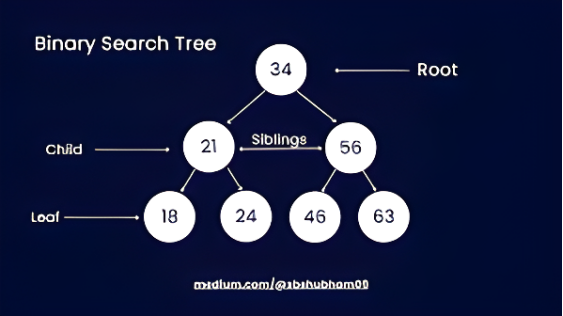 Binary Search Tree
34
Root
Child
21
Siblings
56
Leaf
18
24
46
63